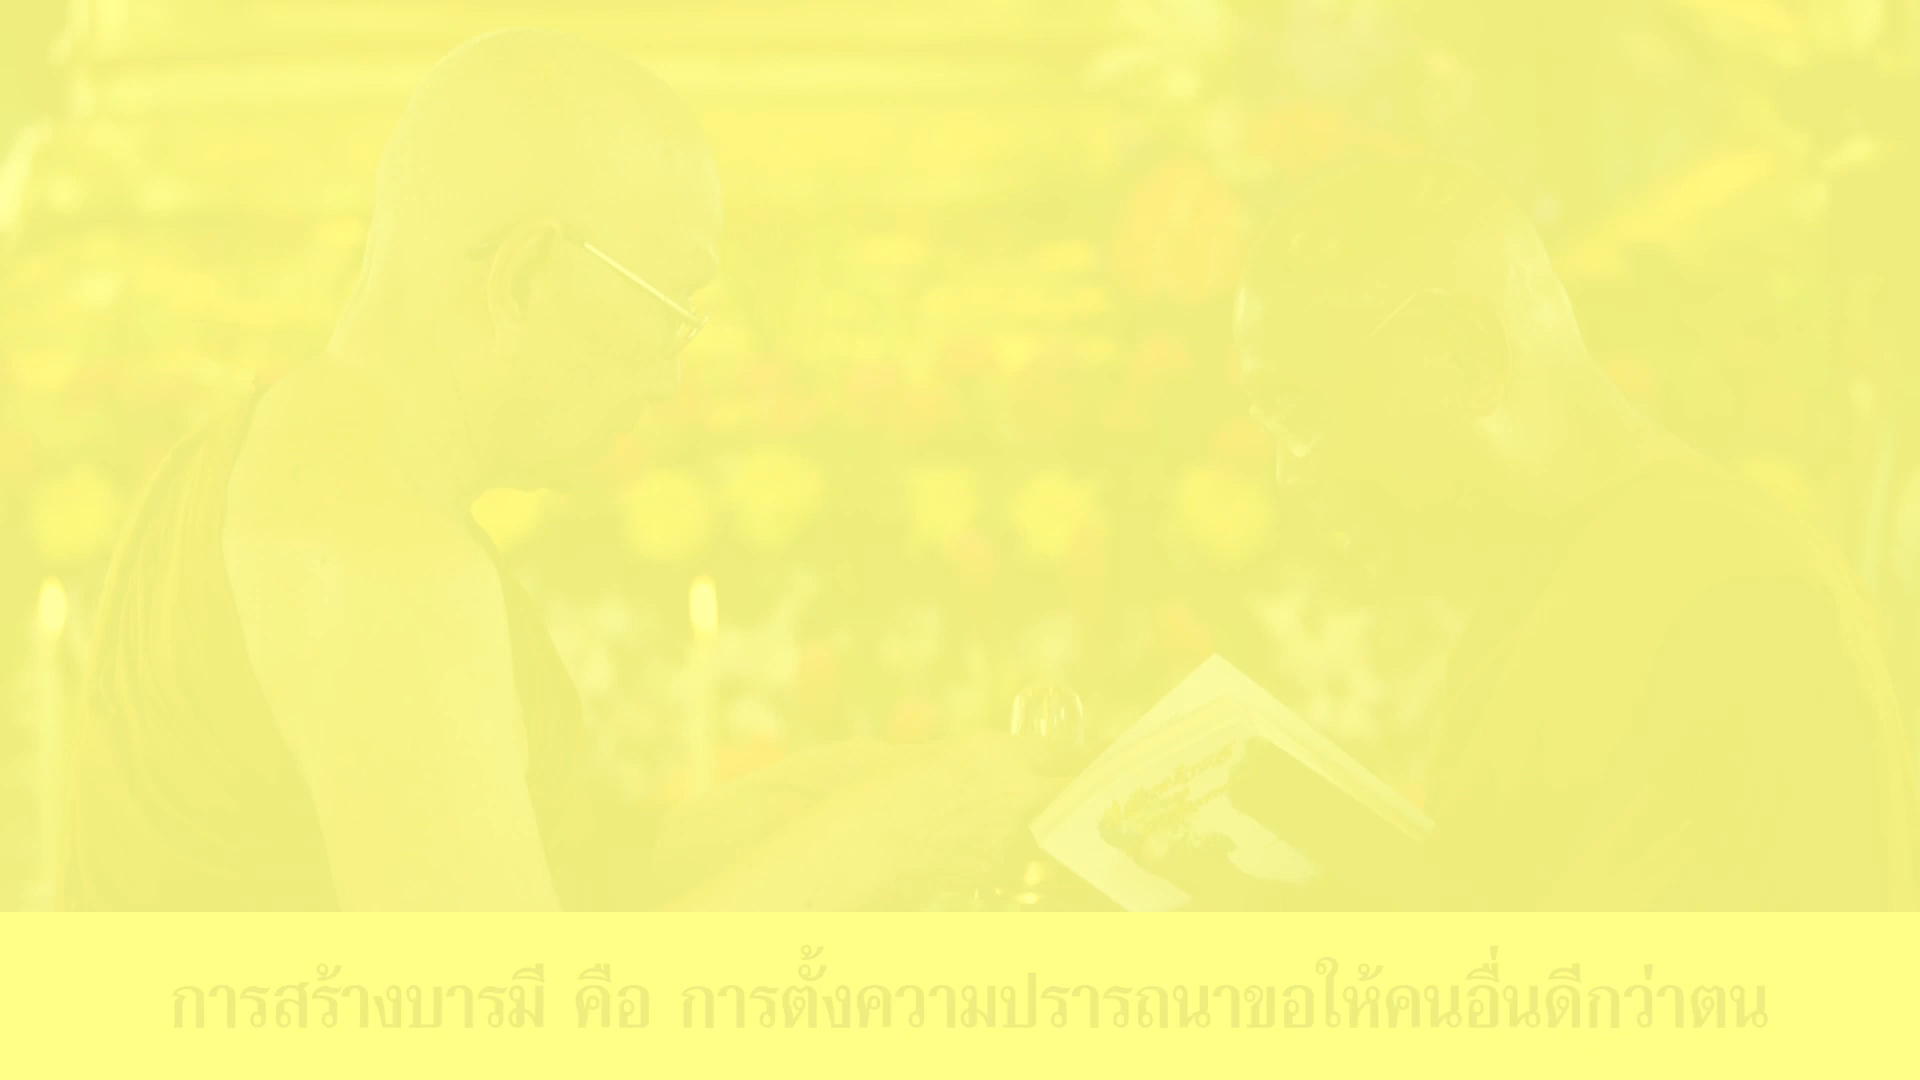 การสร้างบารมี คือ การตั้งความปรารถนาขอให้คนอื่นดีกว่าตน